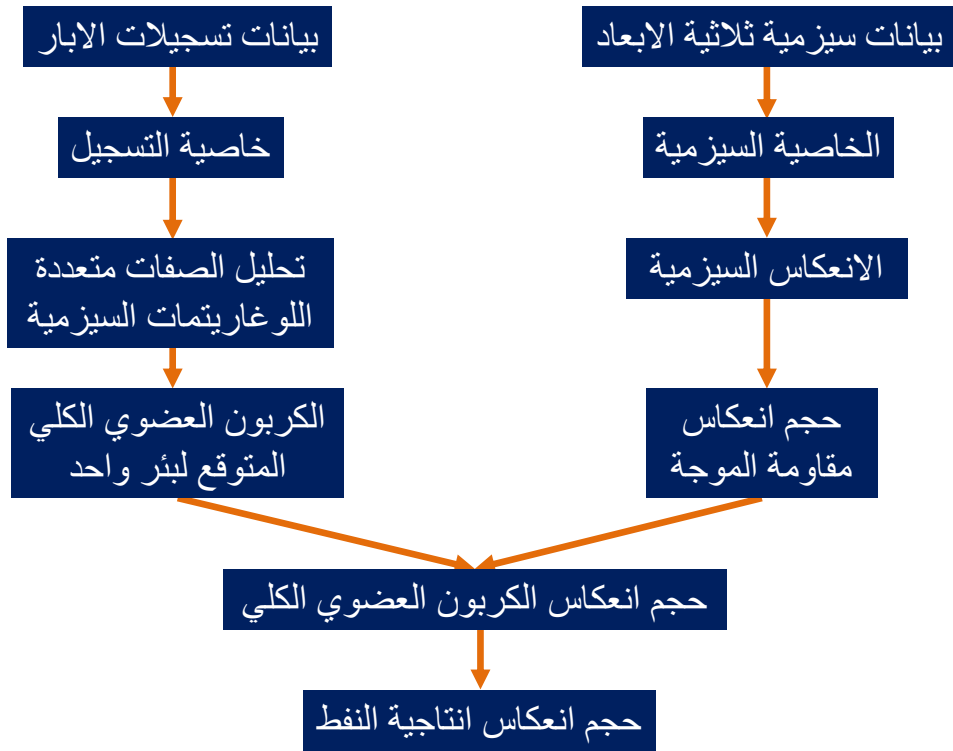 بيانات سيزمية ثلاثية الابعاد
الخاصية السيزمية
الانعكاس السيزمية
حجم انعكاس
مقاومة الموجة
بيانات تسجيلات الابار
خاصية التسجيل
تحليل الصفات متعددة
اللوغاريتمات السيزمية
الكربون العضوي الكلي
المتوقع لبئر واحد
حجم انعكاس الكربون العضوي الكلي
حجم انعكاس انتاجية النفط